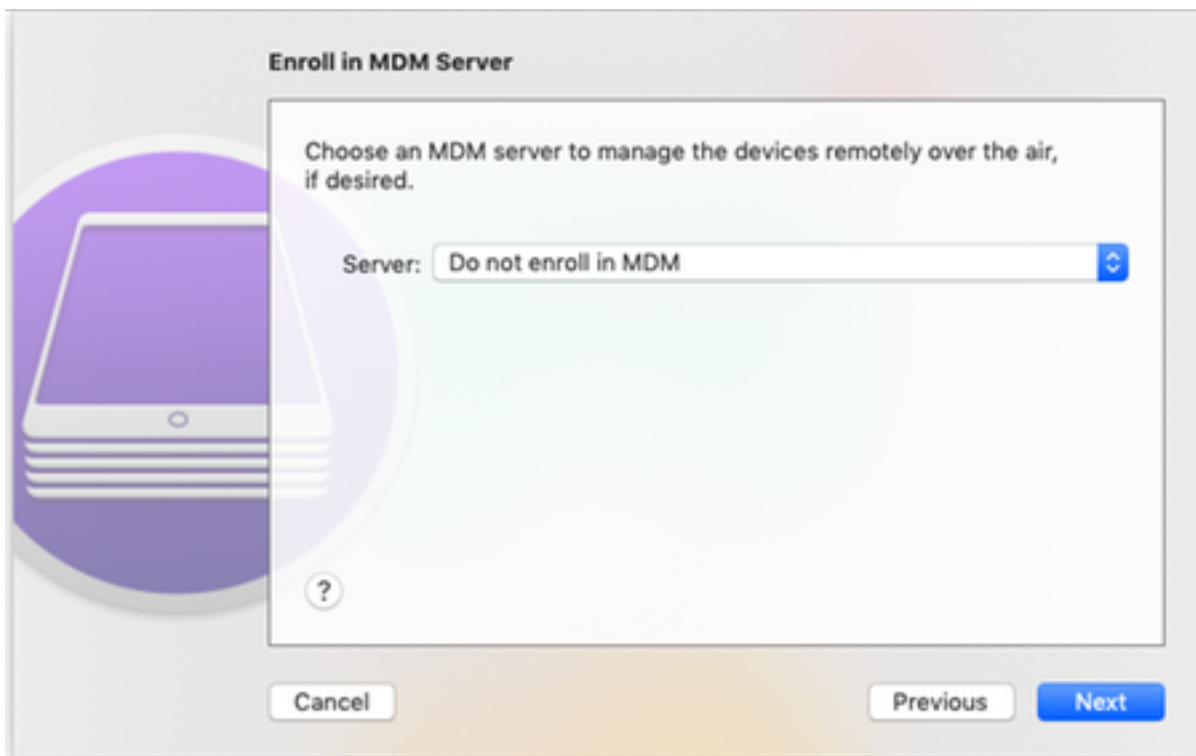 Enroll in MDM Server
Choose an MDM server to manage the devices remotely over the air,
if desired.
Server: Do not enroll in MDM
?
Cancel Previous Next